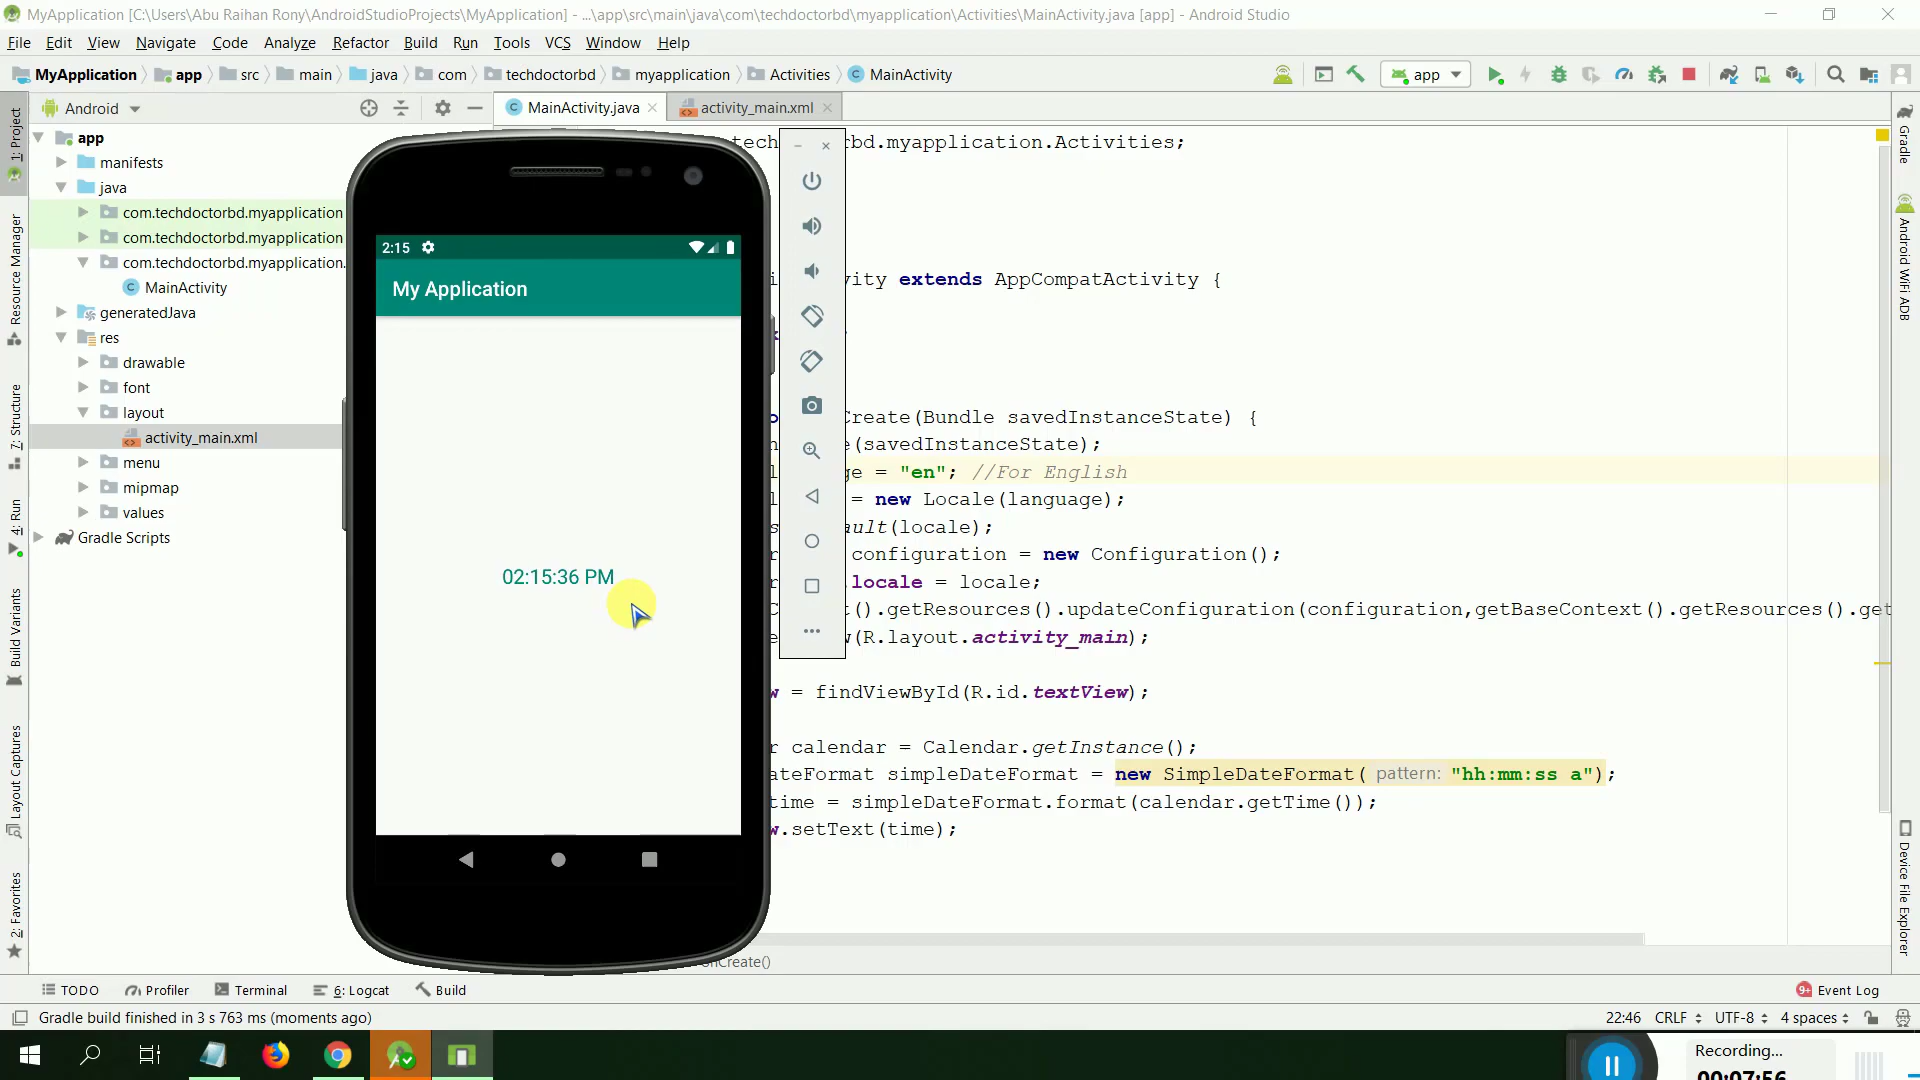 MyApplication [C:\Users\Abu Raihan Rony\AndroidStudioProjects\MyApplication] - ...\app\src\main\java\com\techdoctorbd\myapplication\Activities\MainActivity.java [app] - Android Studio
File Edit View Navigate Code Analyze Refactor Build Run Tools VCS Window Help
MyApplication app src main java com techdoctorbd myapplication Activities MainActivity
app
Android
MainActivity.java
activity_main.xml
1: Project
Resource Manager
7: Structure
4: Run
Build Variants
Layout Captures
2: Favorites
app
manifests
java
com.techdoctorbd.myapplication
com.techdoctorbd.myapplication
com.techdoctorbd.myapplication.
MainActivity
generatedJava
res
drawable
font
layout
activity_main.xml
menu
mipmap
values
Gradle Scripts
2:15
My Application
02:15:36 PM
techdoctorbd.myapplication.Activities;
ity extends AppCompatActivity {
Create(Bundle savedInstanceState) {
e(savedInstanceState);
ge = "en"; //For English
= new Locale(language);
ault(locale);
configuration = new Configuration();
.locale = locale;
t().getResources().updateConfiguration(configuration,getBaseContext().getResources().get
w(R.layout.activity_main);
w = findViewById(R.id.textView);
r calendar = Calendar.getInstance();
ateFormat simpleDateFormat = new SimpleDateFormat( pattern: "hh:mm:ss a");
time = simpleDateFormat.format(calendar.getTime());
w.setText(time);
onCreate()
Gradle
Android WiFi ADB
Device File Explorer
TODO Profiler Terminal 6: Logcat Build
9+ Event Log
Gradle build finished in 3 s 763 ms (moments ago)
22:46 CRLF UTF-8 4 spaces
Recording...
00:07:56